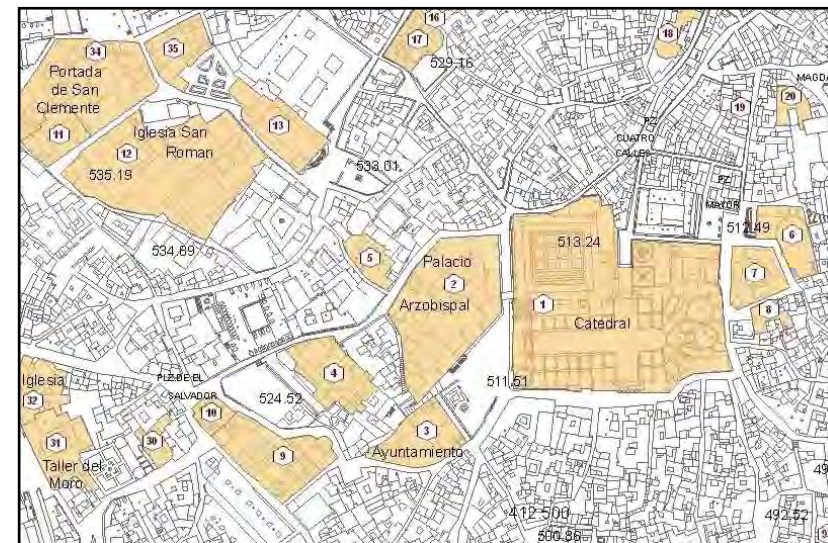 34
35
16
17
529.16
18
Portada
de San
Clemente
MAGDA
20
19
11
12
Iglesia San
Roman
13
PZ.
CUATRO
CALLES
535.19
533.01
PZ.
MAYOR
512.49
6
534.89
5
Palacio
2
Arzobispal
513.24
7
1
Catedral
8
Iglesia
32
PLZ DE EL
SALVADOR
4
511.51
524.52
10
31
30
9
3
Ayuntamiento
Taller del
Moro
49
412 500
492.52
500.86
9